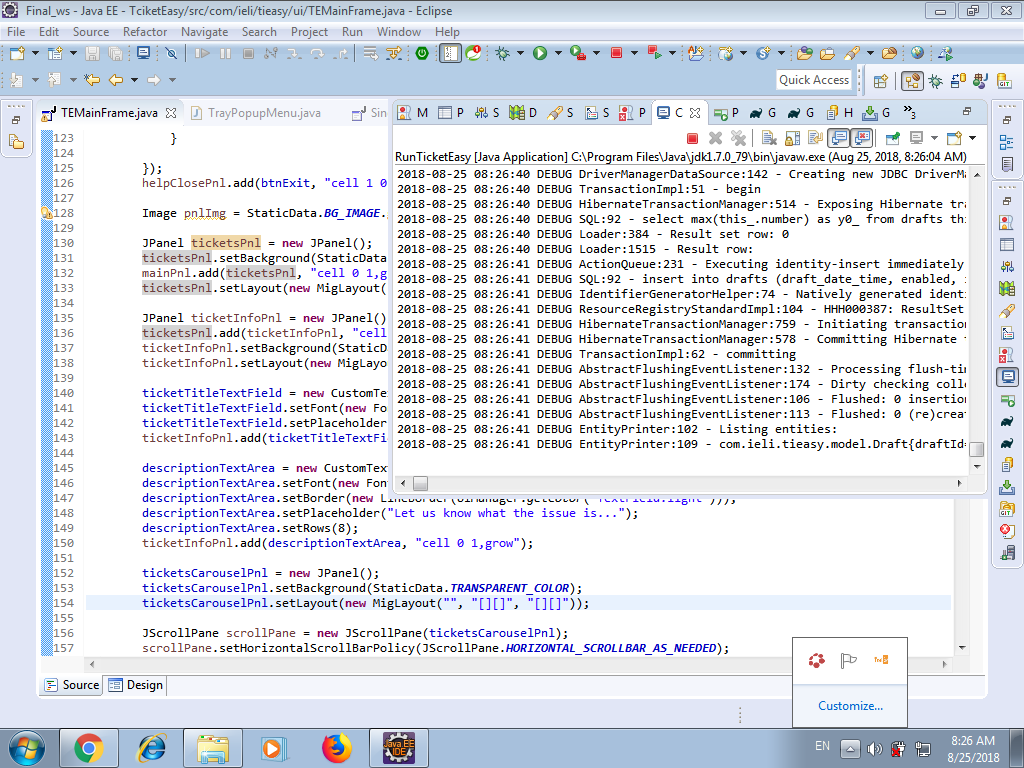 Final_ws - Java EE - TciketEasy/src/com/ieli/tieasy/ui/TEMainFrame.java - Eclipse
File Edit Source Refactor Navigate Search Project Run Window Help
Quick Access
TEMainFrame.java TrayPopupMenu.java Sin
M P S D S S P C P G G H G
RunTicketEasy [Java Application] C:\Program Files\Java\jdk1.7.0_79\bin\javaw.exe (Aug 25, 2018, 8:26:04 AM)
2018-08-25 08:26:40 DEBUG DriverManagerDataSource:142 - Creating new JDBC DriverMa
2018-08-25 08:26:40 DEBUG TransactionImpl:51 - begin
2018-08-25 08:26:40 DEBUG HibernateTransactionManager:514 - Exposing Hibernate tra
2018-08-25 08:26:40 DEBUG SQL:92 - select max(this_.number) as y0_ from drafts thi
2018-08-25 08:26:40 DEBUG Loader:384 - Result set row: 0
2018-08-25 08:26:40 DEBUG Loader:1515 - Result row:
2018-08-25 08:26:41 DEBUG ActionQueue:231 - Executing identity-insert immediately
2018-08-25 08:26:41 DEBUG SQL:92 - insert into drafts (draft_date_time, enabled,
2018-08-25 08:26:41 DEBUG IdentifierGeneratorHelper:74 - Natively generated identi
2018-08-25 08:26:41 DEBUG ResourceRegistryStandardImpl:104 - HHH000387: ResultSet
2018-08-25 08:26:41 DEBUG HibernateTransactionManager:759 - Initiating transaction
2018-08-25 08:26:41 DEBUG HibernateTransactionManager:578 - Committing Hibernate
2018-08-25 08:26:41 DEBUG TransactionImpl:62 - committing
2018-08-25 08:26:41 DEBUG AbstractFlushingEventListener:132 - Processing flush-tim
2018-08-25 08:26:41 DEBUG AbstractFlushingEventListener:174 - Dirty checking colle
2018-08-25 08:26:41 DEBUG AbstractFlushingEventListener:106 - Flushed: 0 insertion
2018-08-25 08:26:41 DEBUG AbstractFlushingEventListener:113 - Flushed: 0 (re)creat
2018-08-25 08:26:41 DEBUG EntityPrinter:102 - Listing entities:
2018-08-25 08:26:41 DEBUG EntityPrinter:109 - com.ieli.tieasy.model.Draft{draftId=
123 }
124
125 });
126 helpClosePnl.add(btnExit, "cell 1 0
127
128 Image pnlImg = StaticData.BG_IMAGE.
129
130 JPanel ticketsPnl = new JPanel();
131 ticketsPnl.setBackground(StaticData
132 mainPnl.add(ticketsPnl, "cell 0 1,g
133 ticketsPnl.setLayout(new MigLayout(
134
135 JPanel ticketInfoPnl = new JPanel()
136 ticketsPnl.add(ticketInfoPnl, "cell
137 ticketInfoPnl.setBackground(StaticD
138 ticketInfoPnl.setLayout(new MigLayo
139
140 ticketTitleTextField = new CustomTe
141 ticketTitleTextField.setFont(new Fo
142 ticketTitleTextField.setPlaceholder
143 ticketInfoPnl.add(ticketTitleTextFi
144
145 descriptionTextArea = new CustomTex
146 descriptionTextArea.setFont(new Fon
147 descriptionTextArea.setBorder(new LineBorder(UIManager.getColor("TextField.light")));
148 descriptionTextArea.setPlaceholder("Let us know what the issue is...");
149 descriptionTextArea.setRows(8);
150 ticketInfoPnl.add(descriptionTextArea, "cell 0 1,grow");
151
152 ticketsCarouselPnl = new JPanel();
153 ticketsCarouselPnl.setBackground(StaticData.TRANSPARENT_COLOR);
154 ticketsCarouselPnl.setLayout(new MigLayout("", "[][]", "[][]"));
155
156 JScrollPane scrollPane = new JScrollPane(ticketsCarouselPnl);
157 scrollPane.setHorizontalScrollBarPolicy(JScrollPane.HORIZONTAL_SCROLLBAR_AS_NEEDED);
Source Design
Customize...
Java EE
IDE
EN
8:26 AM
8/25/2018